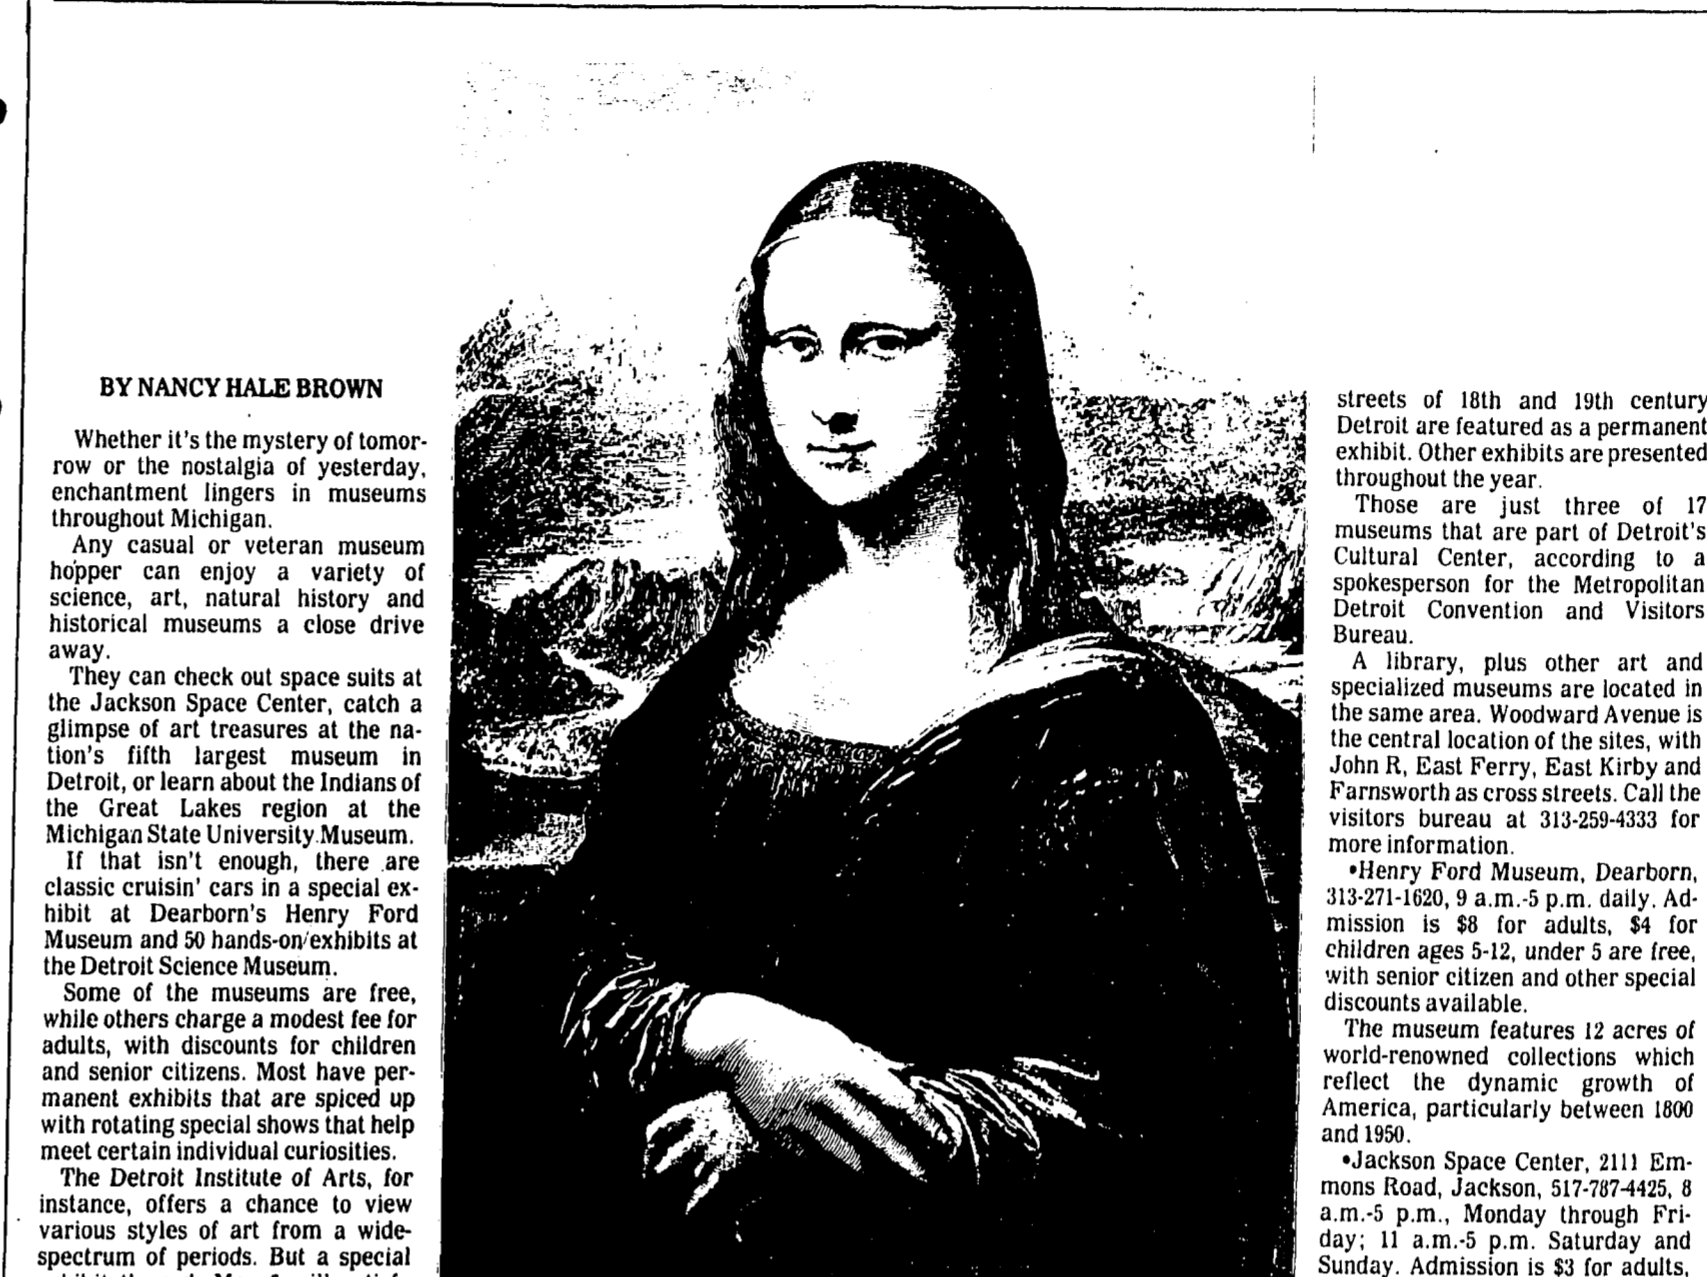 BY NANCY HALE BROWN
Whether it's the mystery of tomor-
row or the nostalgia of yesterday,
enchantment lingers in museums
throughout Michigan.
Any casual or veteran museum
hopper can enjoy a variety of
science, art, natural history and
historical museums a close drive
away.
They can check out space suits at
the Jackson Space Center, catch a
glimpse of art treasures at the na-
tion's fifth largest museum in
Detroit, or learn about the Indians of
the Great Lakes region at the
Michigan State University Museum.
If that isn't enough, there are
classic cruisin' cars in a special ex-
hibit at Dearborn's Henry Ford
Museum and 50 hands-on exhibits at
the Detroit Science Museum.
Some of the museums are free,
while others charge a modest fee for
adults, with discounts for children
and senior citizens. Most have per-
manent exhibits that are spiced up
with rotating special shows that help
meet certain individual curiosities.
The Detroit Institute of Arts, for
instance, offers a chance to view
various styles of art from a wide-
spectrum of periods. But a special
streets of 18th and 19th century
Detroit are featured as a permanent
exhibit. Other exhibits are presented
throughout the year.
Those are just three of 17
museums that are part of Detroit's
Cultural Center, according to a
spokesperson for the Metropolitan
Detroit Convention and Visitors
Bureau.
A library, plus other art and
specialized museums are located in
the same area. Woodward Avenue is
the central location of the sites, with
John R, East Ferry, East Kirby and
Farnsworth as cross streets. Call the
visitors bureau at 313-259-4333 for
more information.
•Henry Ford Museum, Dearborn,
313-271-1620, 9 a.m.-5 p.m. daily. Ad-
mission is $8 for adults, $4 for
children ages 5-12, under 5 are free,
with senior citizen and other special
discounts available.
The museum features 12 acres of
world-renowned collections which
reflect the dynamic growth of
America, particularly between 1800
and 1950.
•Jackson Space Center, 2111 Em-
mons Road, Jackson, 517-787-4425, 8
a.m.-5 p.m., Monday through Fri-
day; 11 a.m.-5 p.m. Saturday and
Sunday. Admission is $3 for adults,